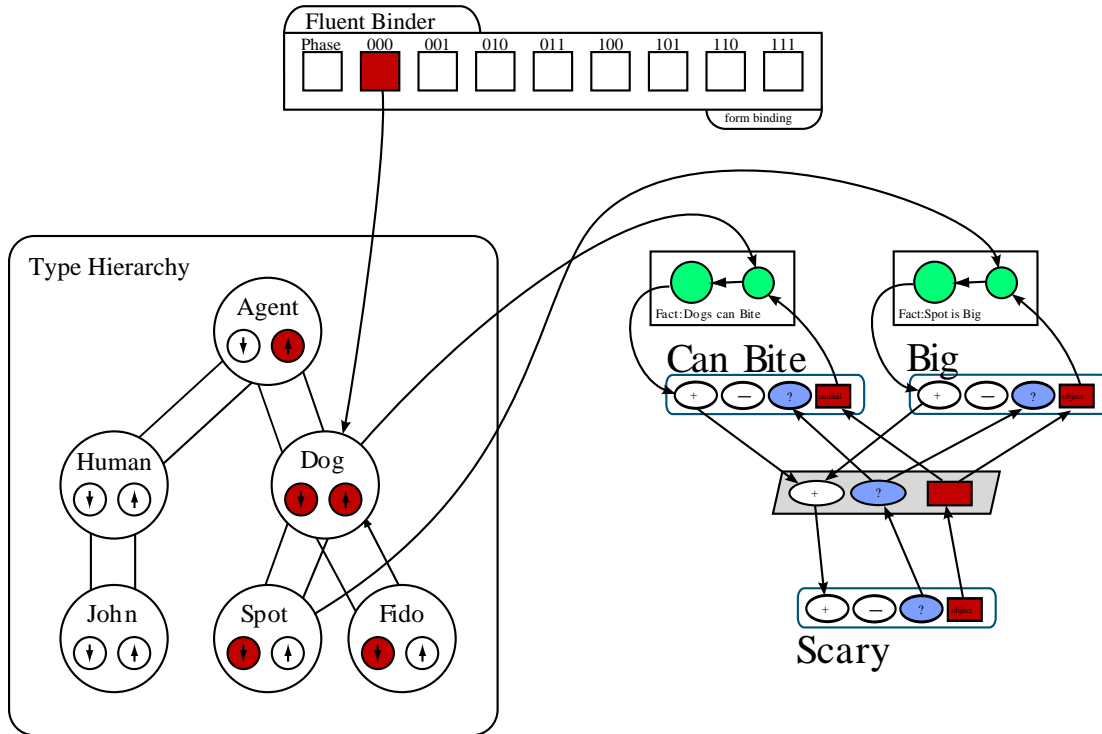 Fluent Binder
Phase 000 001 010 011 100 101 110 111
form binding
Type Hierarchy
Agent
Human
Dog
John
Spot
Fido
Fact:Dogs can Bite
Fact:Spot is Big
Can Bite
+ — ? animal
Big
+ — ? object
+ ?
+ — ? object
Scary